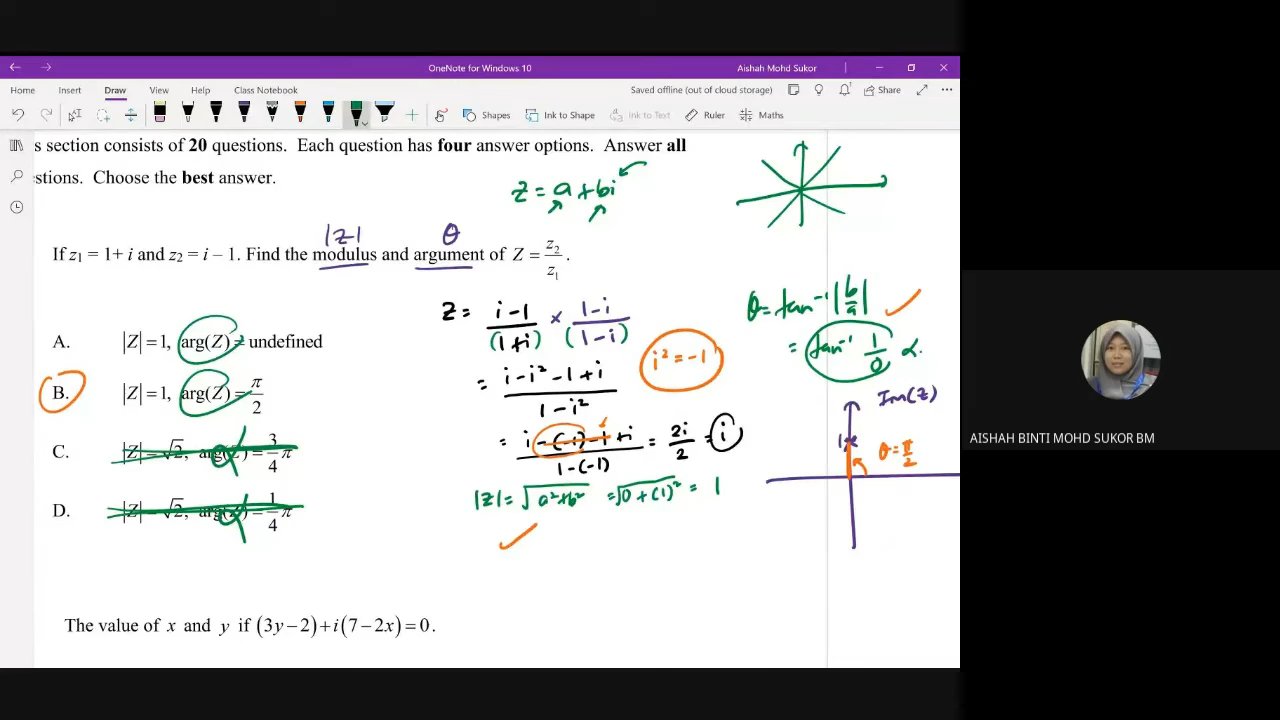 OneNote for Windows 10
Aishah Mohd Sukor
Home Insert Draw View Help Class Notebook
Saved offline (out of cloud storage)
Share
Shapes
Ink to Shape
Ink to Text
Ruler
Maths
s section consists of 20 questions. Each question has four answer options. Answer all
stions. Choose the best answer.
z = a + bi
|z| θ
If z₁ = 1+ i and z₂ = i − 1. Find the modulus and argument of Z = z₂/z₁ .
A. |Z| = 1, arg(Z) = undefined
B. |Z| = 1, arg(Z) = π/2
C. |Z| = √2, arg(Z) = 3/4 π
D. |Z| = √2, arg(Z) = 1/4 π
Z = i−1/(1+i) × 1−i/(1−i)
= i − i² − 1 + i / 1 − i²
i² = −1
= i − (−1) − 1 + i / 1 − (−1) = 2i/2 = i
|Z| = √a²+b² = √0 + (1)² = 1
θ = tan⁻¹ |b/a|
= tan⁻¹ 1/0 α
Im(Z)
1
θ = π/2
The value of x and y if (3y − 2) + i(7 − 2x) = 0 .
AISHAH BINTI MOHD SUKOR BM